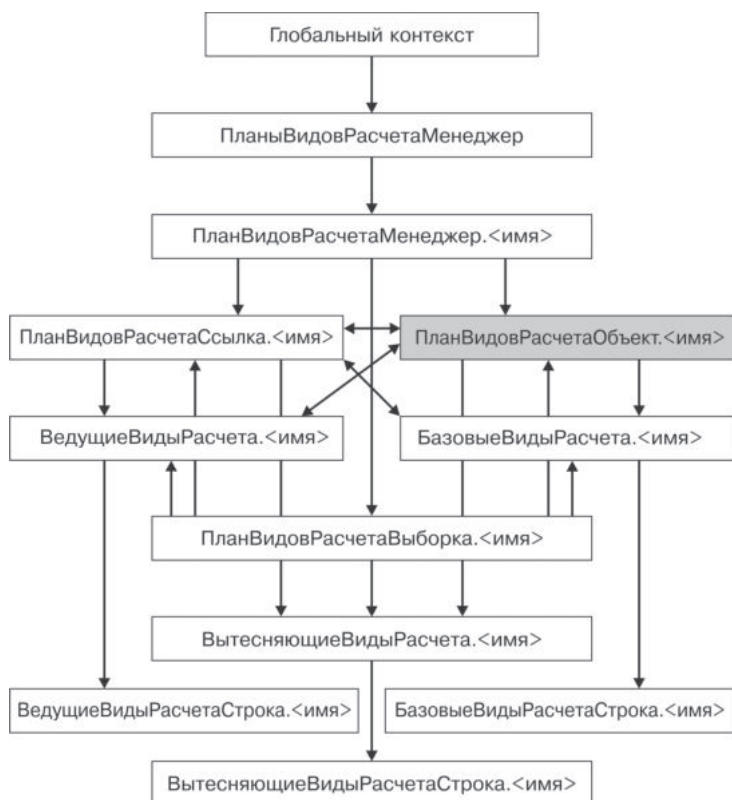 Глобальный контекст
ПланыВидовРасчетаМенеджер
ПланВидовРасчетаМенеджер.<имя>
ПланВидовРасчетаСсылка.<имя>
ПланВидовРасчетаОбъект.<имя>
ВедущиеВидыРасчета.<имя>
БазовыеВидыРасчета.<имя>
ПланВидовРасчетаВыборка.<имя>
ВытесняющиеВидыРасчета.<имя>
ВедущиеВидыРасчетаСтрока.<имя>
БазовыеВидыРасчетаСтрока.<имя>
ВытесняющиеВидыРасчетаСтрока.<имя>